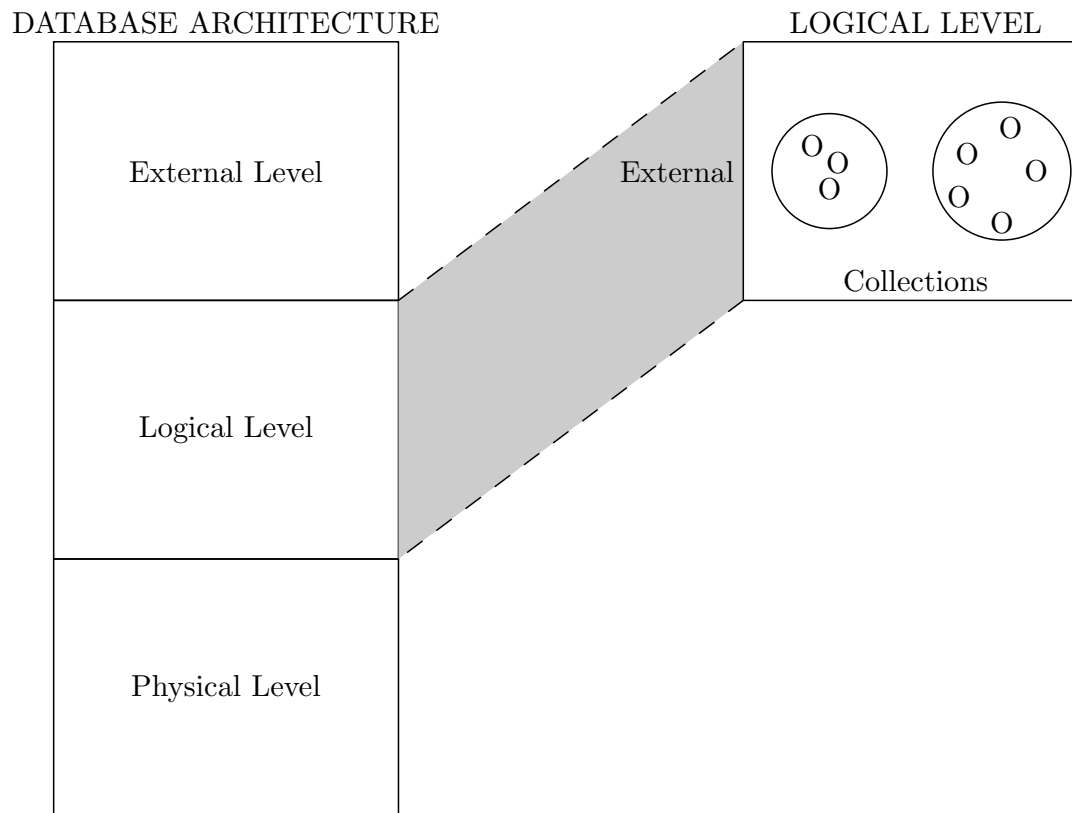 DATABASE ARCHITECTURE
LOGICAL LEVEL
External Level
External
O
O
O
O
O
O
O
O
Collections
Logical Level
Physical Level